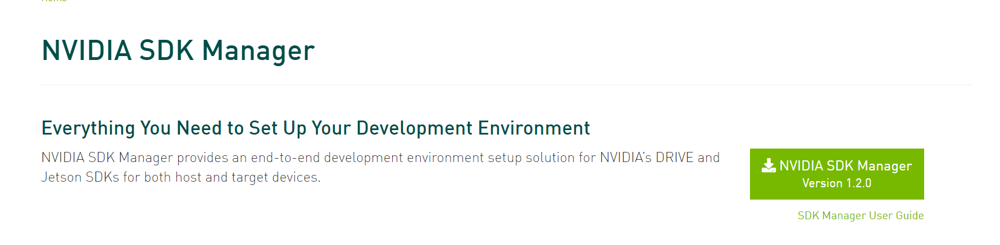 Home
NVIDIA SDK Manager
Everything You Need to Set Up Your Development Environment
NVIDIA SDK Manager provides an end-to-end development environment setup solution for NVIDIA’s DRIVE and
Jetson SDKs for both host and target devices.
NVIDIA SDK Manager
Version 1.2.0
SDK Manager User Guide